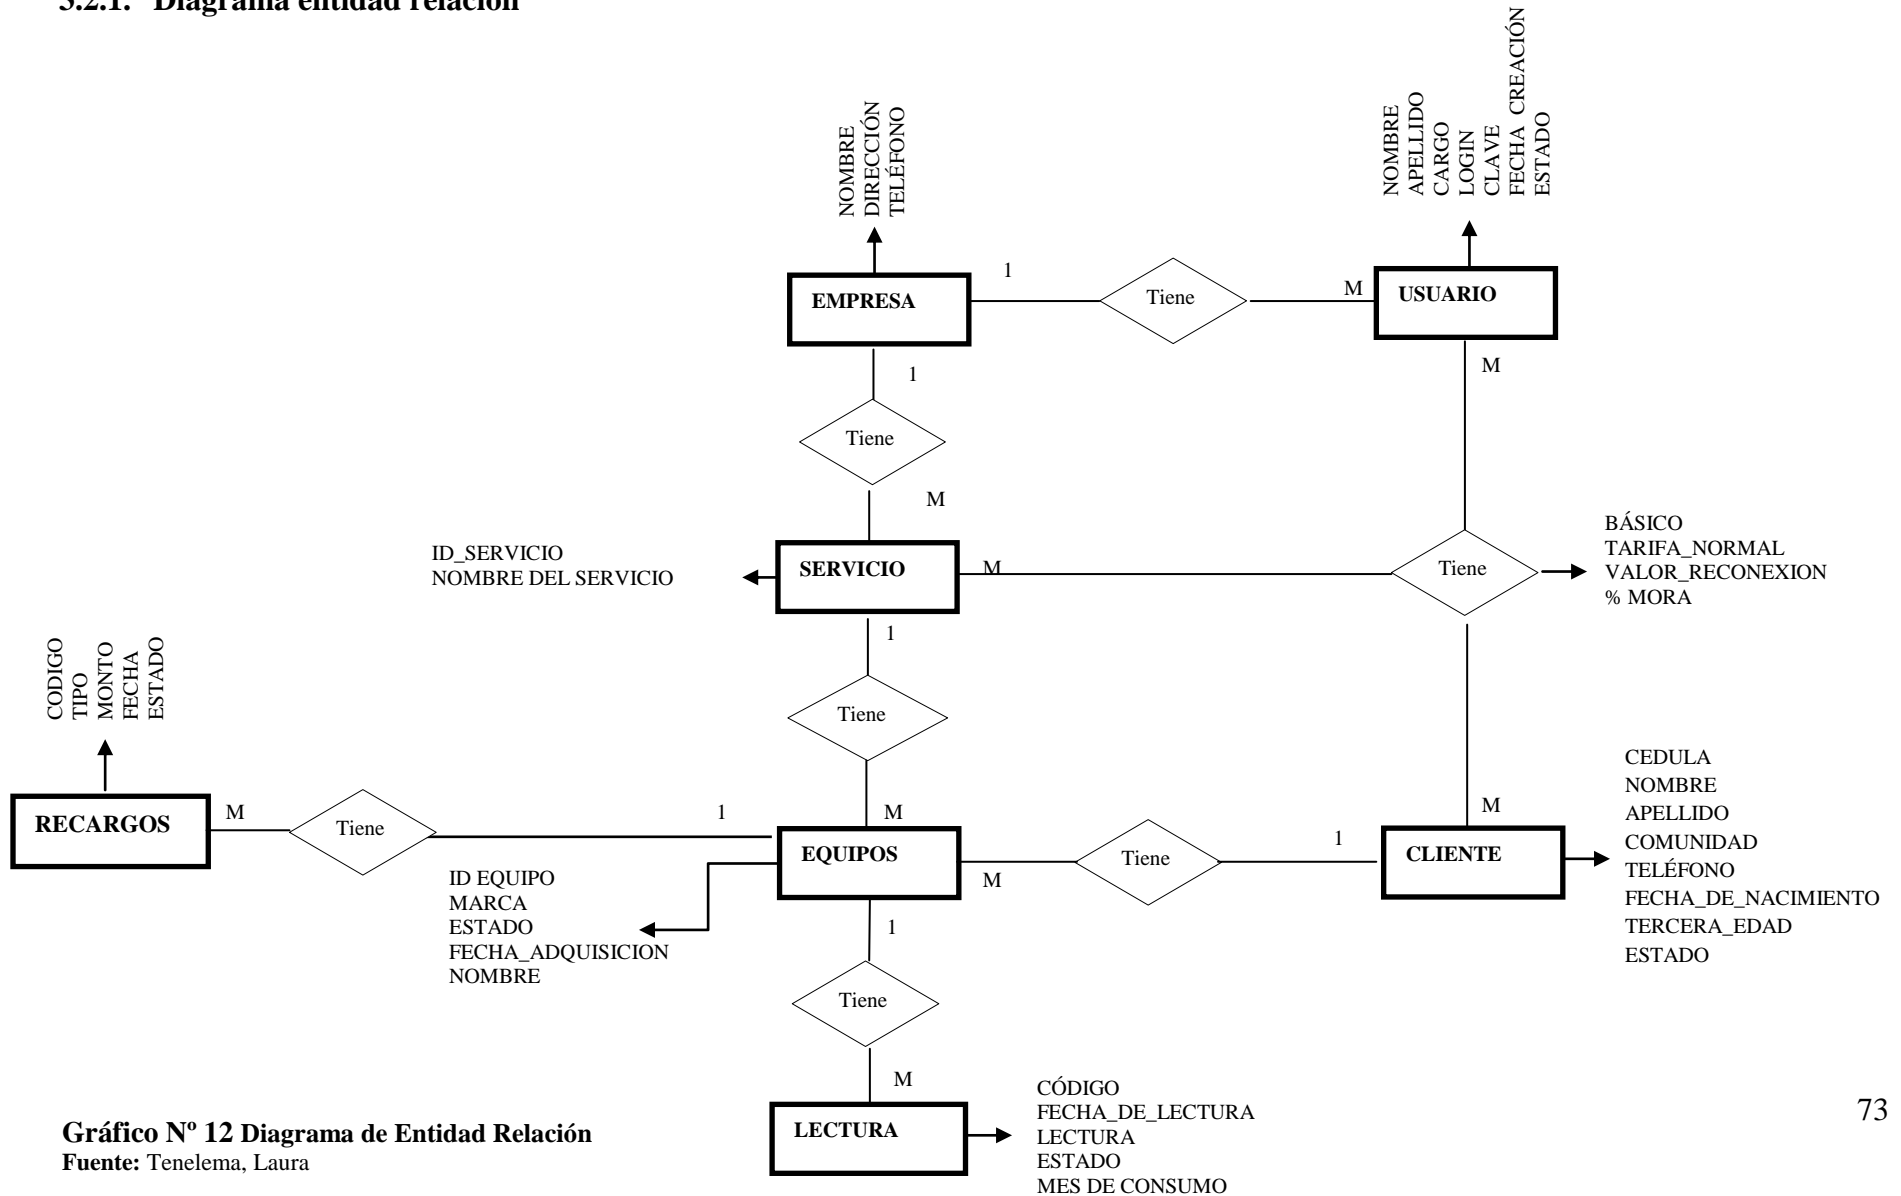 3.2.1. Diagrama entidad relación
NOMBRE
DIRECCIÓN
TELÉFONO
NOMBRE
APELLIDO
CARGO
LOGIN
CLAVE
FECHA CREACIÓN
ESTADO
EMPRESA
1
Tiene
M
USUARIO
1
M
Tiene
M
ID_SERVICIO
NOMBRE DEL SERVICIO
SERVICIO
M
Tiene
BÁSICO
TARIFA_NORMAL
VALOR_RECONEXION
% MORA
1
CODIGO
TIPO
MONTO
FECHA
ESTADO
Tiene
RECARGOS
M
Tiene
1
M
EQUIPOS
M
Tiene
1
M
CLIENTE
CEDULA
NOMBRE
APELLIDO
COMUNIDAD
TELÉFONO
FECHA_DE_NACIMIENTO
TERCERA_EDAD
ESTADO
ID EQUIPO
MARCA
ESTADO
FECHA_ADQUISICION
NOMBRE
1
Tiene
M
LECTURA
CÓDIGO
FECHA_DE_LECTURA
LECTURA
ESTADO
MES DE CONSUMO
73
Gráfico Nº 12 Diagrama de Entidad Relación
Fuente: Tenelema, Laura